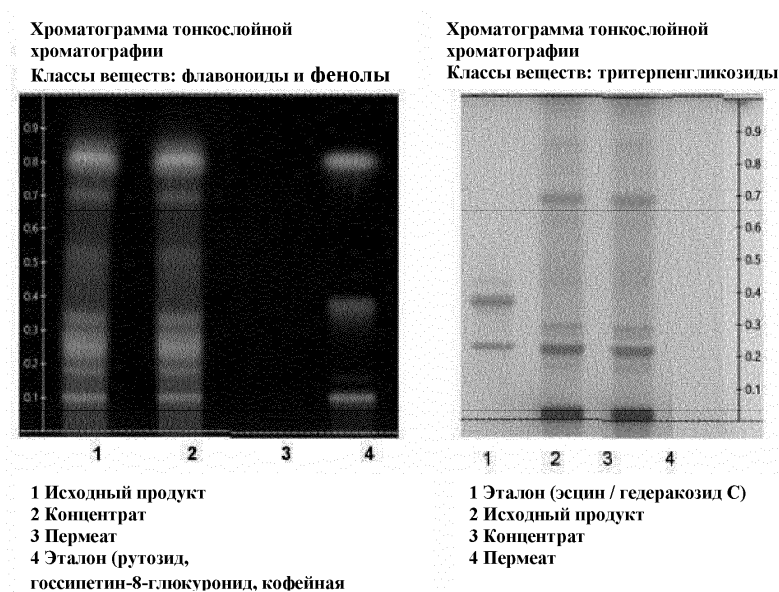 Хроматограмма тонкослойной
хроматографии
Классы веществ: флавоноиды и фенолы
0.9
0.8
0.7
0.6
0.5
0.4
0.3
0.2
0.1
1 2 3 4
1 Исходный продукт
2 Концентрат
3 Пермеат
4 Эталон (рутозид,
госсипетин-8-глюкуронид, кофейная
Хроматограмма тонкослойной
хроматографии
Классы веществ: тритерпенгликозиды
0.9
0.8
0.7
0.6
0.5
0.4
0.3
0.2
0.1
1 2 3 4
1 Эталон (эсцин / гедеракозид С)
2 Исходный продукт
3 Концентрат
4 Пермеат